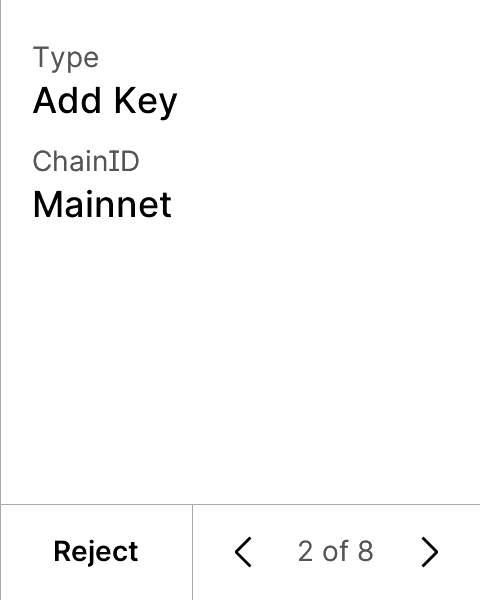 Type
Add Key
ChainID
Mainnet
Reject
2 of 8